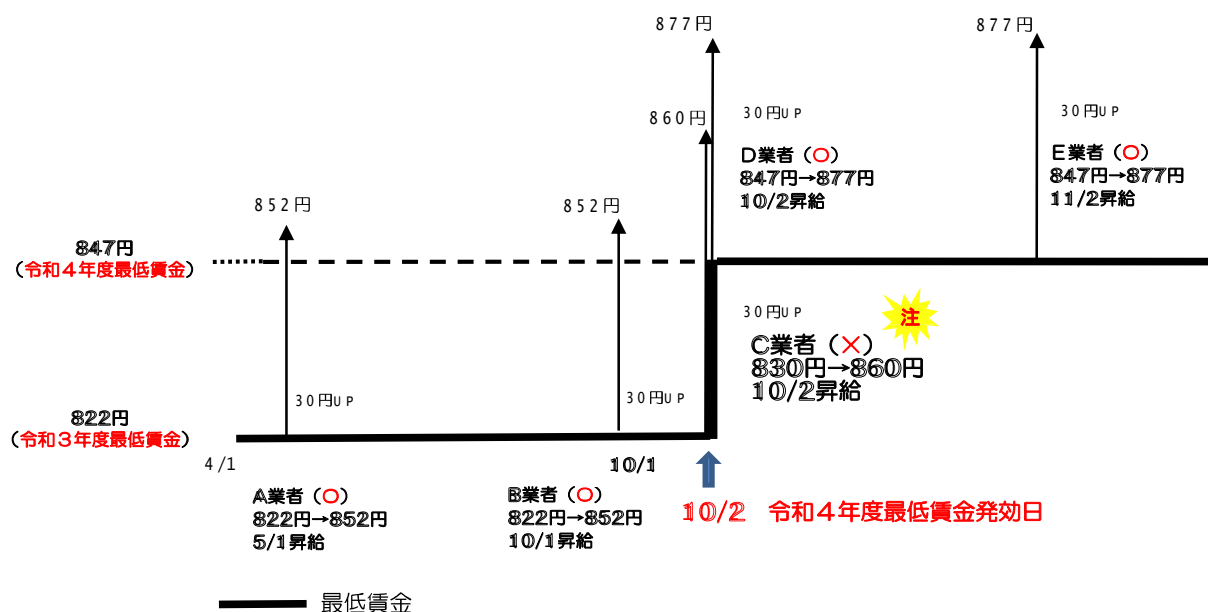 877円
877円
30円UP
30円UP
860円
D業者（○）
847円→877円
10/2昇給
E業者（○）
847円→877円
11/2昇給
852円
852円
847円
（令和４年度最低賃金）
30円UP
注
C業者（×）
830円→860円
10/2昇給
30円UP
30円UP
822円
（令和３年度最低賃金）
4/1
10/1
A業者（○）
822円→852円
5/1昇給
B業者（○）
822円→852円
10/1昇給
10/2　令和４年度最低賃金発効日
最低賃金